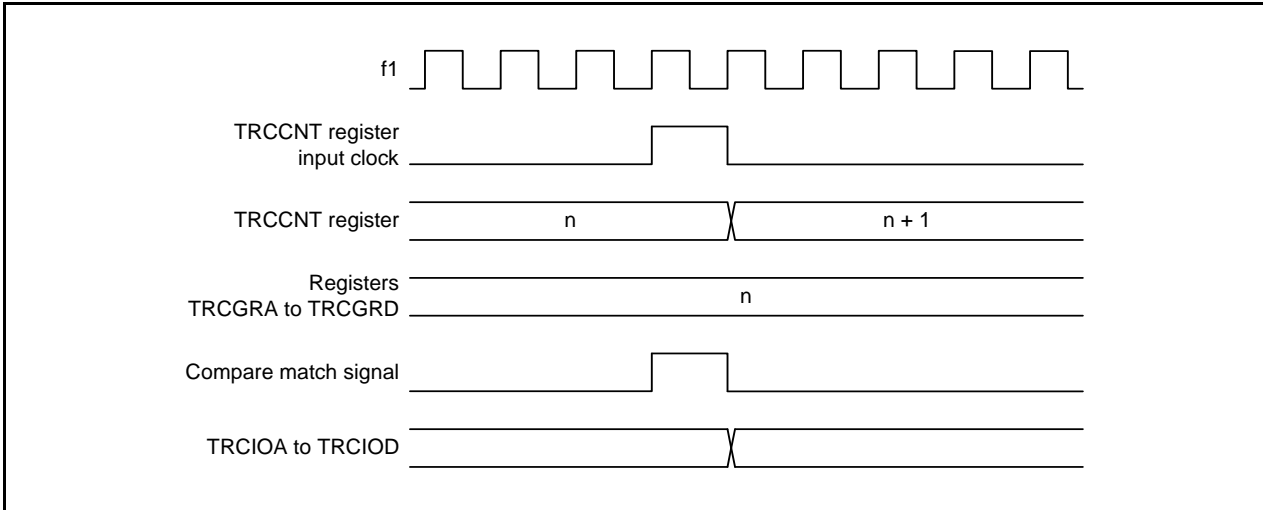 f1
TRCCNT register
input clock
TRCCNT register
n
n + 1
Registers
TRCGRA to TRCGRD
n
Compare match signal
TRCIOA to TRCIOD